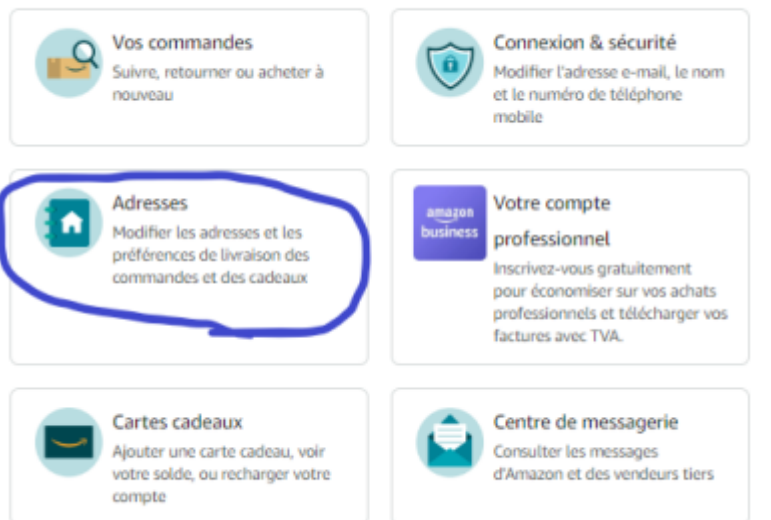 Vos commandes
Suivre, retourner ou acheter à
nouveau
Connexion & sécurité
Modifier l'adresse e-mail, le nom
et le numéro de téléphone
mobile
Adresses
Modifier les adresses et les
préférences de livraison des
commandes et des cadeaux
amazon
business
Votre compte
professionnel
Inscrivez-vous gratuitement
pour économiser sur vos achats
professionnels et télécharger vos
factures avec TVA.
Cartes cadeaux
Ajouter une carte cadeau, voir
votre solde, ou recharger votre
compte
Centre de messagerie
Consulter les messages
d'Amazon et des vendeurs tiers